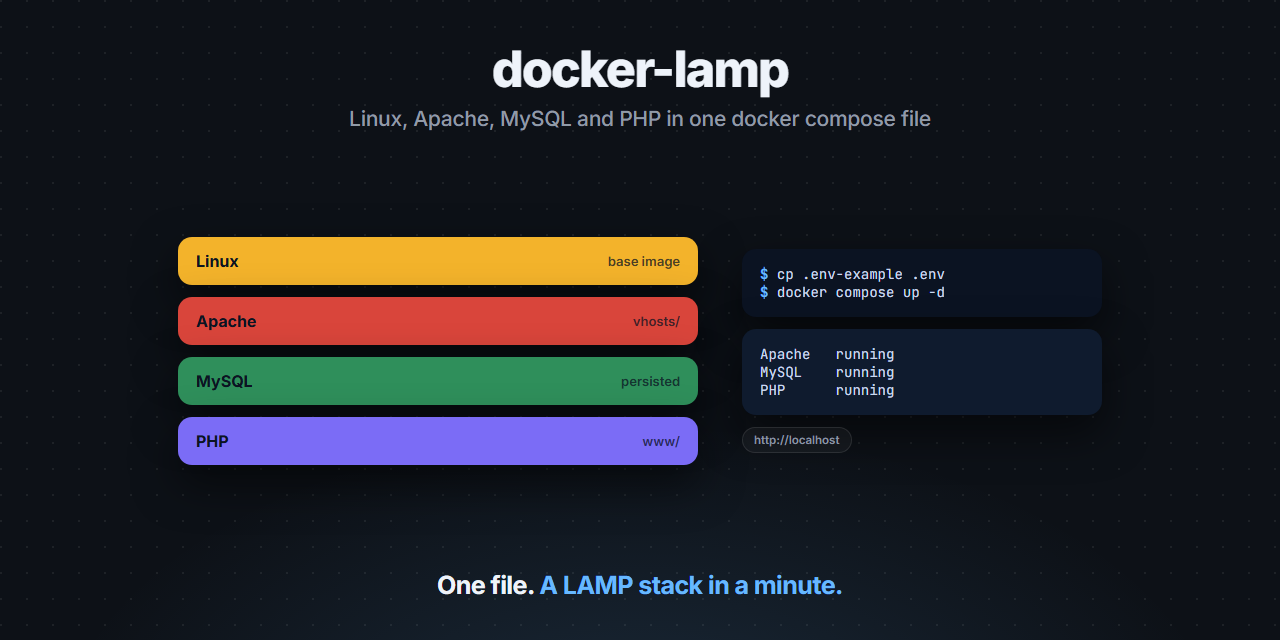 docker-lamp
Linux, Apache, MySQL and PHP in one docker compose file
Linux base image
Apache vhosts/
MySQL persisted
PHP www/
$ cp .env-example .env
$ docker compose up -d
Apache running
MySQL running
PHP running
http://localhost
One file. A LAMP stack in a minute.